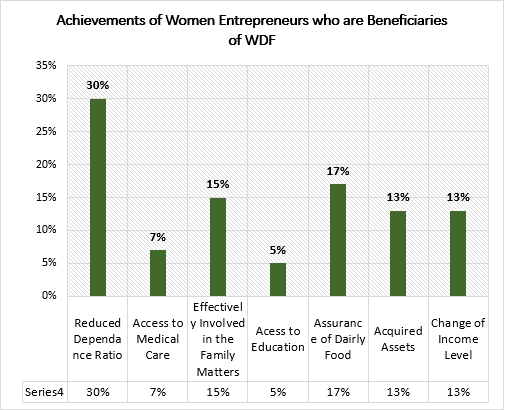 Achievements of Women Entrepreneurs who are Beneficiaries
of WDF
35%
30%
25%
20%
15%
10%
5%
0%
30%
7%
15%
5%
17%
13%
13%
Reduced
Dependa
nce Ratio
Access to
Medical
Care
Effectivel
y Involved
in the
Family
Matters
Acess to
Education
Assuranc
e of Dairly
Food
Acquired
Assets
Change of
Income
Level
Series4 30% 7% 15% 5% 17% 13% 13%